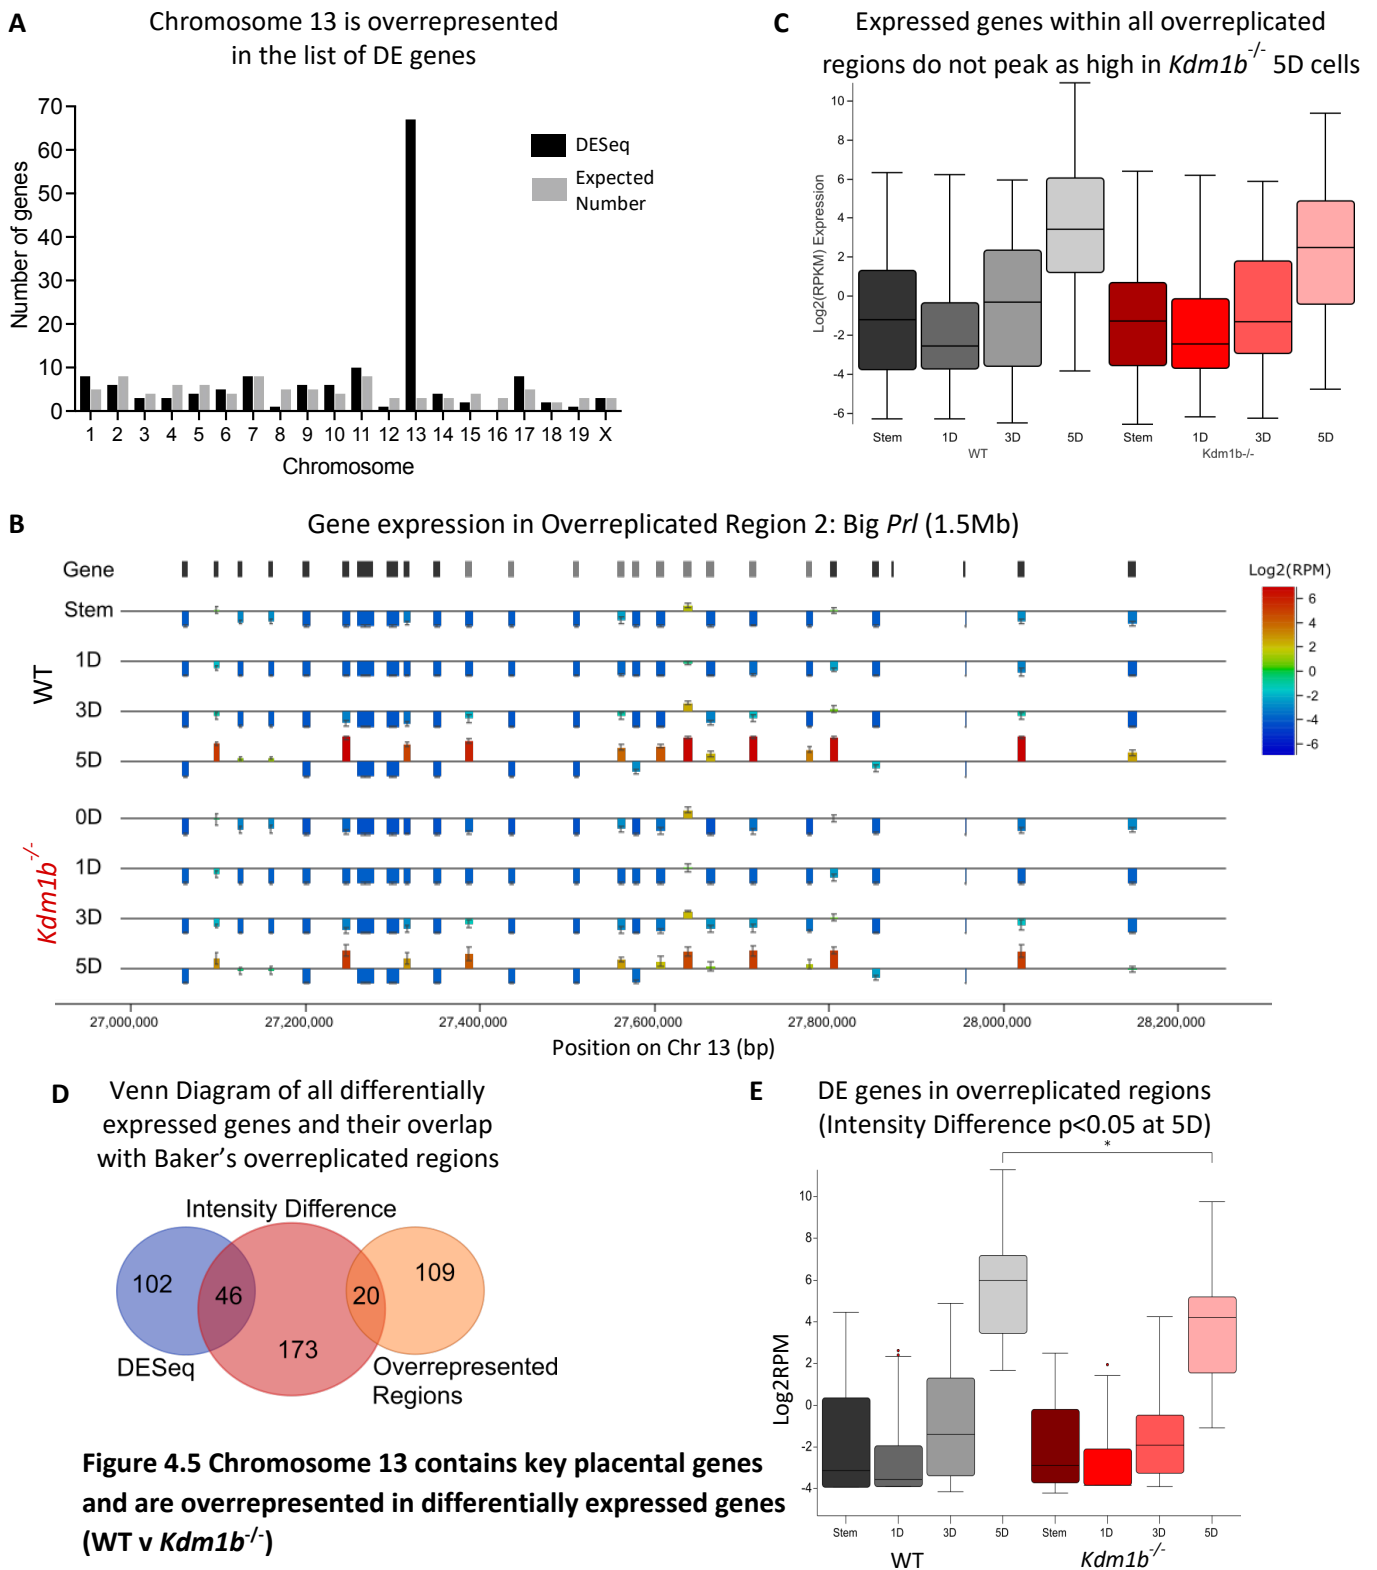 A
Chromosome 13 is overrepresented
in the list of DE genes
Number of genes
70
60
50
40
30
20
10
0
DESeq
Expected
Number
1 2 3 4 5 6 7 8 9 10 11 12 13 14 15 16 17 18 19 X
Chromosome
C
Expressed genes within all overreplicated
regions do not peak as high in Kdm1b-/- 5D cells
Log2(RPKM) Expression
10
8
6
4
2
0
-2
-4
-6
Stem 1D 3D 5D Stem 1D 3D 5D
WT Kdm1b-/-
B
Gene expression in Overreplicated Region 2: Big Prl (1.5Mb)
Gene
WT
Stem
1D
3D
5D
Kdm1b-/-
0D
1D
3D
5D
Log2(RPM)
6
4
2
0
-2
-4
-6
27,000,000 27,200,000 27,400,000 27,600,000 27,800,000 28,000,000 28,200,000
Position on Chr 13 (bp)
D
Venn Diagram of all differentially
expressed genes and their overlap
with Baker’s overreplicated regions
Intensity Difference
102
46
173
20
109
DESeq
Overrepresented
Regions
E
DE genes in overreplicated regions
(Intensity Difference p<0.05 at 5D)
*
Log2RPM
10
8
6
4
2
0
-2
-4
Stem 1D 3D 5D Stem 1D 3D 5D
WT Kdm1b-/-
Figure 4.5 Chromosome 13 contains key placental genes
and are overrepresented in differentially expressed genes
(WT v Kdm1b-/-)